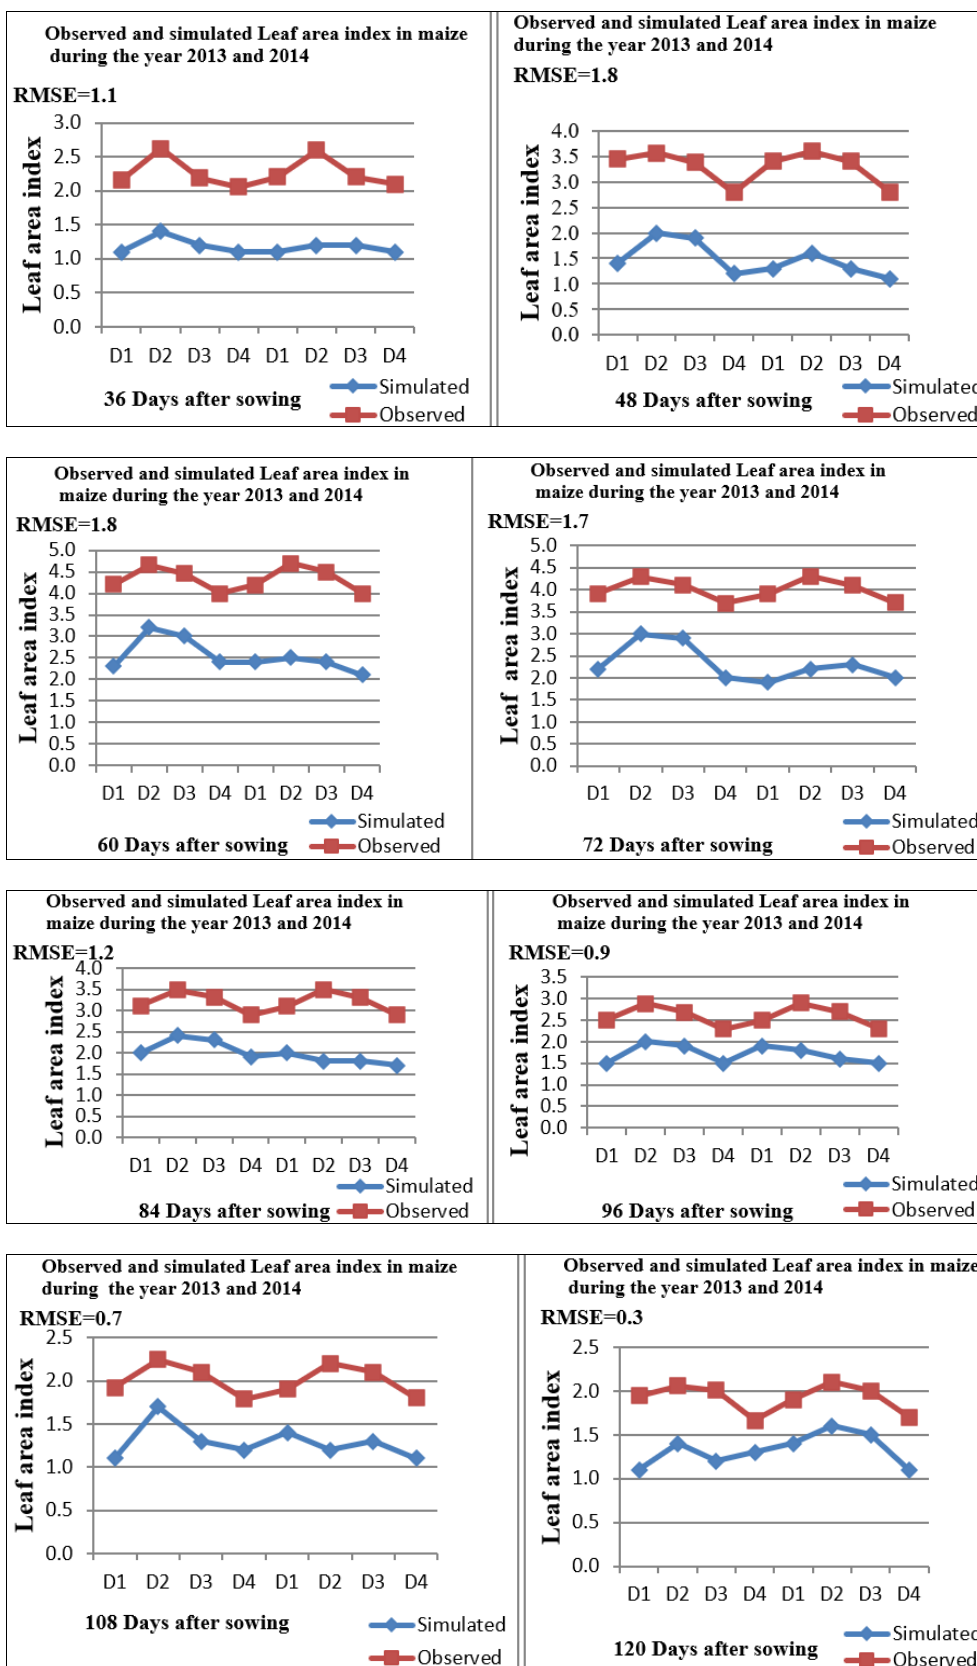 Observed and simulated Leaf area index in maize
during the year 2013 and 2014
RMSE=1.1
3.0
2.5
2.0
1.5
1.0
0.5
0.0
Leaf area index
D1 D2 D3 D4 D1 D2 D3 D4
36 Days after sowing
Simulated
Observed
Observed and simulated Leaf area index in maize
during the year 2013 and 2014
RMSE=1.8
4.0
3.5
3.0
2.5
2.0
1.5
1.0
0.5
0.0
Leaf area index
D1 D2 D3 D4 D1 D2 D3 D4
48 Days after sowing
Simulated
Observed
Observed and simulated Leaf area index in
maize during the year 2013 and 2014
RMSE=1.8
5.0
4.5
4.0
3.5
3.0
2.5
2.0
1.5
1.0
0.5
0.0
Leaf area index
D1 D2 D3 D4 D1 D2 D3 D4
60 Days after sowing
Simulated
Observed
Observed and simulated Leaf area index in
maize during the year 2013 and 2014
RMSE=1.7
5.0
4.5
4.0
3.5
3.0
2.5
2.0
1.5
1.0
0.5
0.0
Leaf area index
D1 D2 D3 D4 D1 D2 D3 D4
72 Days after sowing
Simulated
Observed
Observed and simulated Leaf area index in
maize during the year 2013 and 2014
RMSE=1.2
4.0
3.5
3.0
2.5
2.0
1.5
1.0
0.5
0.0
Leaf area index
D1 D2 D3 D4 D1 D2 D3 D4
84 Days after sowing
Simulated
Observed
Observed and simulated Leaf area index in
maize during the year 2013 and 2014
RMSE=0.9
3.5
3.0
2.5
2.0
1.5
1.0
0.5
0.0
Leaf area index
D1 D2 D3 D4 D1 D2 D3 D4
96 Days after sowing
Simulated
Observed
Observed and simulated Leaf area index in maize
during the year 2013 and 2014
RMSE=0.7
2.5
2.0
1.5
1.0
0.5
0.0
Leaf area index
D1 D2 D3 D4 D1 D2 D3 D4
108 Days after sowing
Simulated
Observed
Observed and simulated Leaf area index in maize
during the year 2013 and 2014
RMSE=0.3
2.5
2.0
1.5
1.0
0.5
0.0
Leaf area index
D1 D2 D3 D4 D1 D2 D3 D4
120 Days after sowing
Simulated
Observed